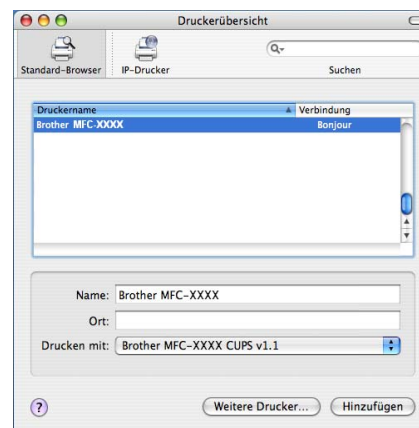 Druckerübersicht
Standard-Browser IP-Drucker Suchen
Druckername Verbindung
Brother MFC-XXXX Bonjour
Name: Brother MFC-XXXX
Ort:
Drucken mit: Brother MFC-XXXX CUPS v1.1
? Weitere Drucker... Hinzufügen